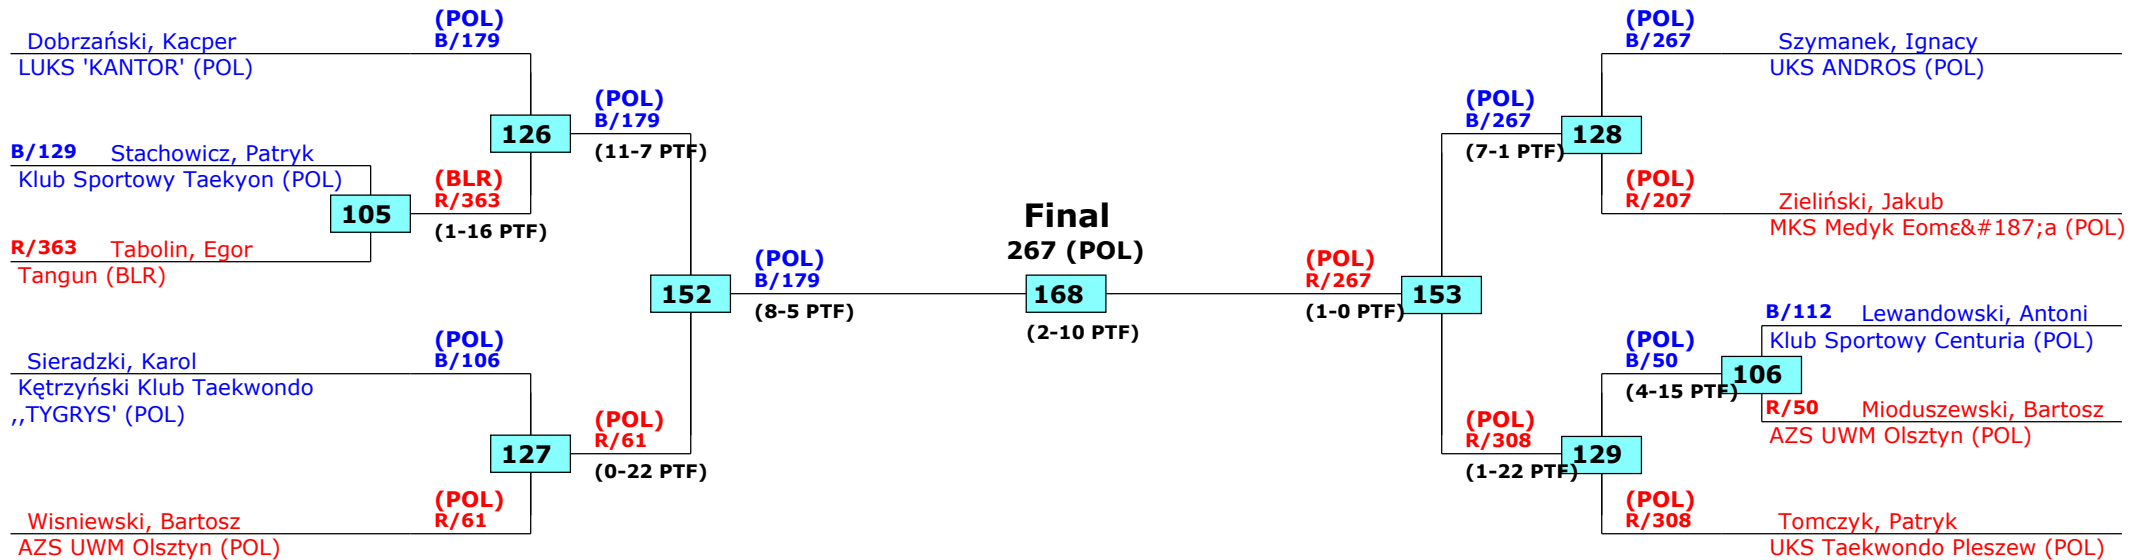 (POL)
B/179
Dobrzański, Kacper
LUKS 'KANTOR' (POL)
126
(POL)
B/179
(11-7 PTF)
B/129 Stachowicz, Patryk
Klub Sportowy Taekyon (POL)
105
(BLR)
R/363
(1-16 PTF)
R/363 Tabolin, Egor
Tangun (BLR)
152
(POL)
B/179
(8-5 PTF)
(POL)
B/106
Sieradzki, Karol
Kętrzyński Klub Taekwondo
,,TYGRYS' (POL)
127
(POL)
R/61
(0-22 PTF)
(POL)
R/61
Wisniewski, Bartosz
AZS UWM Olsztyn (POL)
Final
267 (POL)
168
(2-10 PTF)
(POL)
B/267
Szymanek, Ignacy
UKS ANDROS (POL)
(POL)
B/267
(7-1 PTF)
128
(POL)
R/207
Zieliński, Jakub
MKS Medyk Eomε&#187;a (POL)
(POL)
R/267
(1-0 PTF)
153
B/112 Lewandowski, Antoni
Klub Sportowy Centuria (POL)
(POL)
B/50
(4-15 PTF)
106
R/50 Mioduszewski, Bartosz
AZS UWM Olsztyn (POL)
(POL)
R/308
(1-22 PTF)
129
(POL)
R/308
Tomczyk, Patryk
UKS Taekwondo Pleszew (POL)